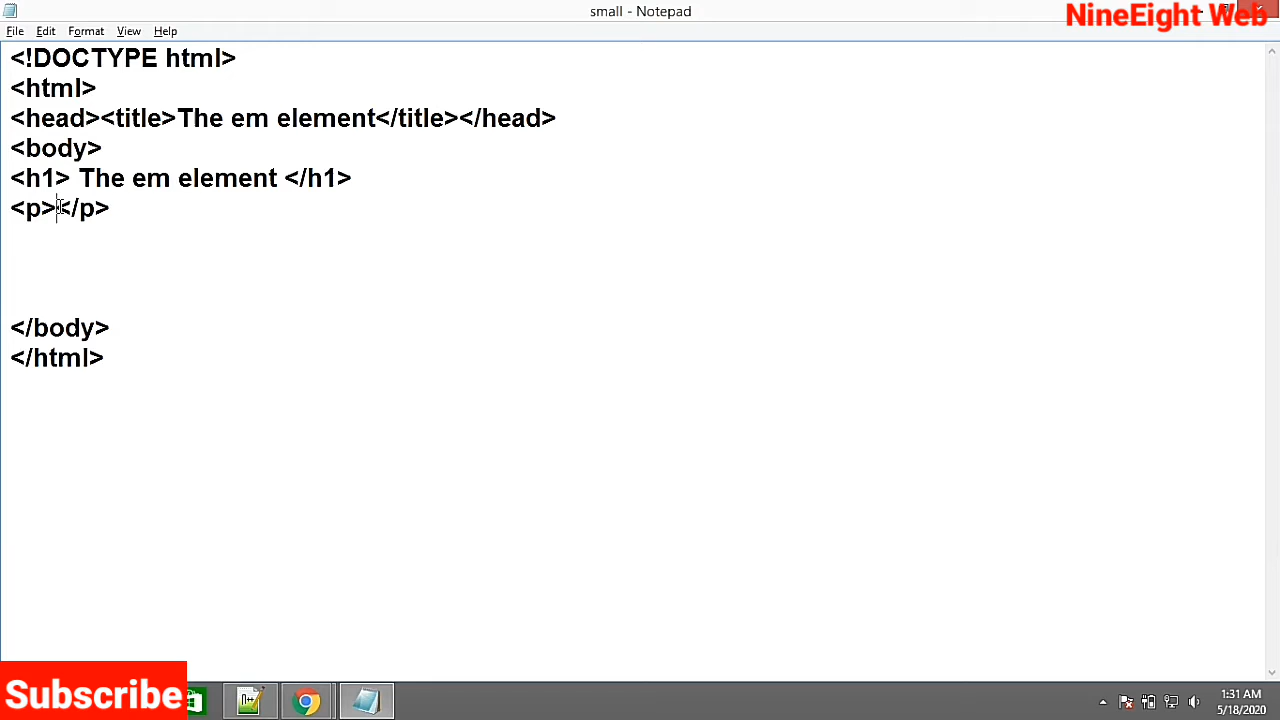 small - Notepad
NineEight Web
File Edit Format View Help
<!DOCTYPE html>
<html>
<head><title>The em element</title></head>
<body>
<h1> The em element </h1>
<p></p>
</body>
</html>
Subscribe
1:31 AM
5/18/2020